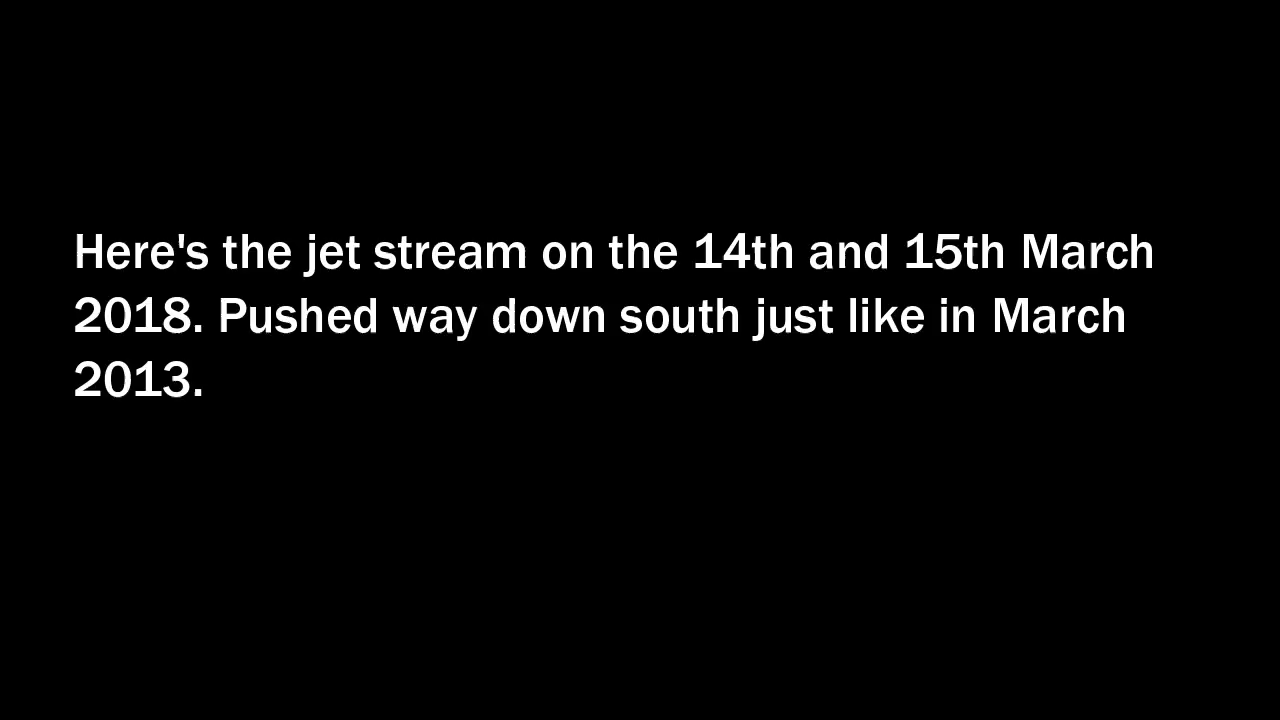 Here's the jet stream on the 14th and 15th March
2018. Pushed way down south just like in March
2013.